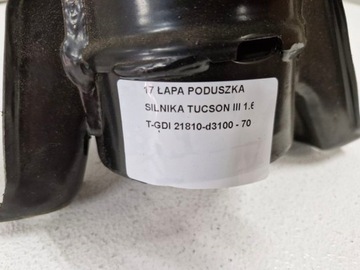 17 ŁAPA PODUSZKA
SILNIKA TUCSON III 1.6
T-GDI 21810-d3100 - 70